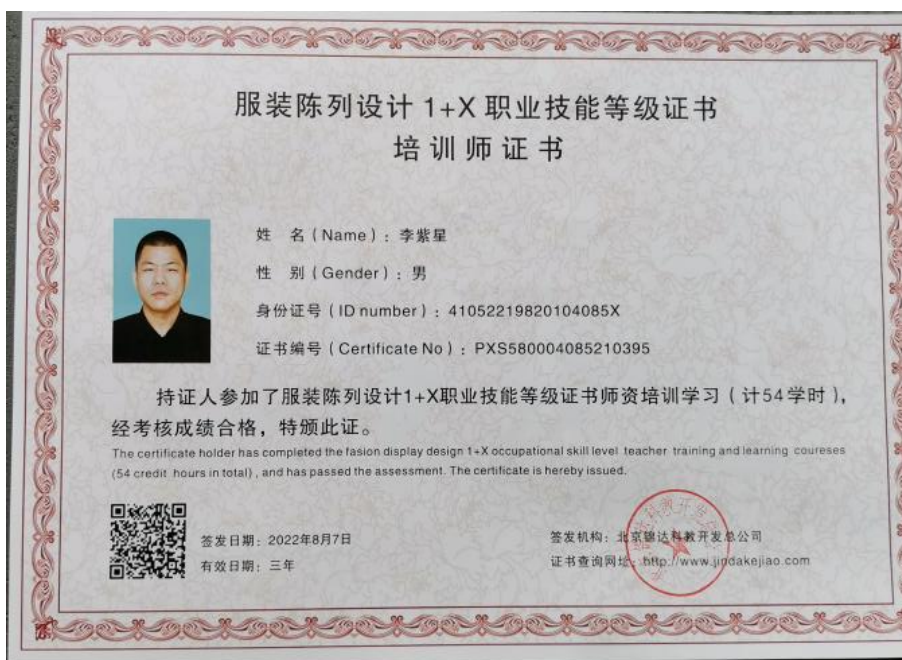 服装陈列设计 1+X 职业技能等级证书
培训师证书
姓 名(Name):李紫星
性 别(Gender):男
身份证号(ID number):41052219820104085X
证书编号(Certificate No):PXS580004085210395
持证人参加了服装陈列设计1+X职业技能等级证书师资培训学习(计54学时),
经考核成绩合格,特颁此证。
The certificate holder has completed the fasion display design 1+X occupational skill level teacher training and learning coureses
(54 credit hours in total), and has passed the assessment. The certificate is hereby issued.
签发日期:2022年8月7日
有效日期:三年
签发机构:北京锦达科教开发总公司
证书查询网址:http://www.jindakejiao.com